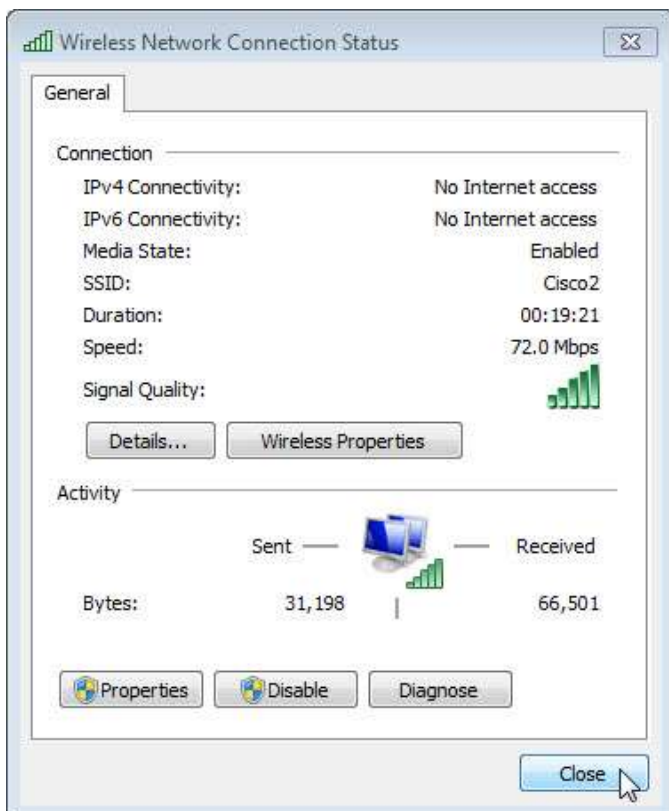 Wireless Network Connection Status
General
Connection
IPv4 Connectivity: No Internet access
IPv6 Connectivity: No Internet access
Media State: Enabled
SSID: Cisco2
Duration: 00:19:21
Speed: 72.0 Mbps
Signal Quality:
Details... Wireless Properties
Activity
Sent Received
Bytes: 31,198 66,501
Properties Disable Diagnose
Close